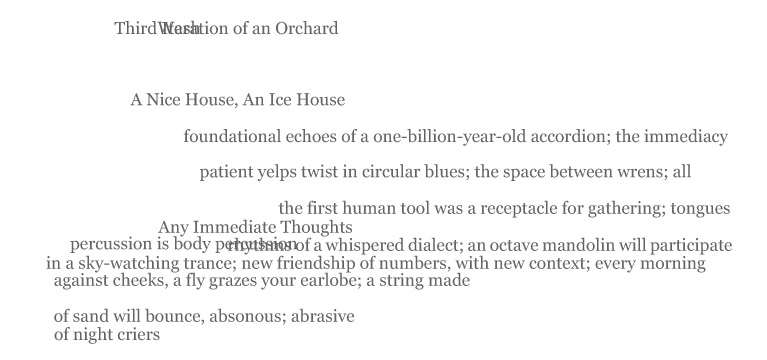 Third Iteration of an Orchard
A Nice House, An Ice House
foundational echoes of a one-billion-year-old accordion; the immediacy
patient yelps twist in circular blues; the space between wrens; all
the first human tool was a receptacle for gathering; tongues
Any Immediate Thoughts
percussion is body percussion
rhythms of a whispered dialect; an octave mandolin will participate
in a sky-watching trance; new friendship of numbers, with new context; every morning
against cheeks, a fly grazes your earlobe; a string made
of sand will bounce, absonous; abrasive
of night criers